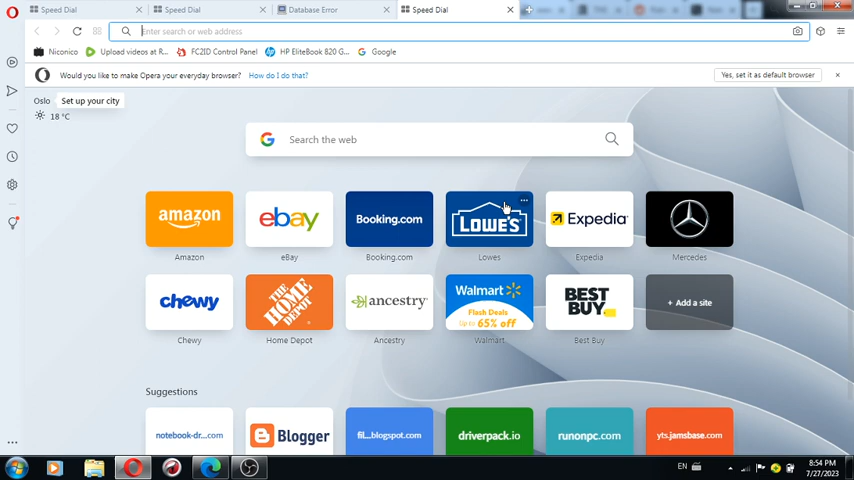 Speed Dial
Speed Dial
Database Error
Speed Dial
Enter search or web address
Niconico
Upload videos at R...
FC2ID Control Panel
HP EliteBook 820 G...
Google
Would you like to make Opera your everyday browser?
How do I do that?
Yes, set it as default browser
Oslo
Set up your city
18 °C
Search the web
amazon
ebay
Booking.com
LOWE'S
Expedia
Amazon
eBay
Booking.com
Lowes
Expedia
Mercedes
chewy
THE HOME DEPOT
ancestry
Walmart
Flash Deals
Up to 65% off
BEST BUY
+ Add a site
Chewy
Home Depot
Ancestry
Walmart
Best Buy
Suggestions
notebook-dr...com
Blogger
fil...blogspot.com
driverpack.io
runonpc.com
yts.jamsbase.com
EN
8:54 PM
7/27/2023